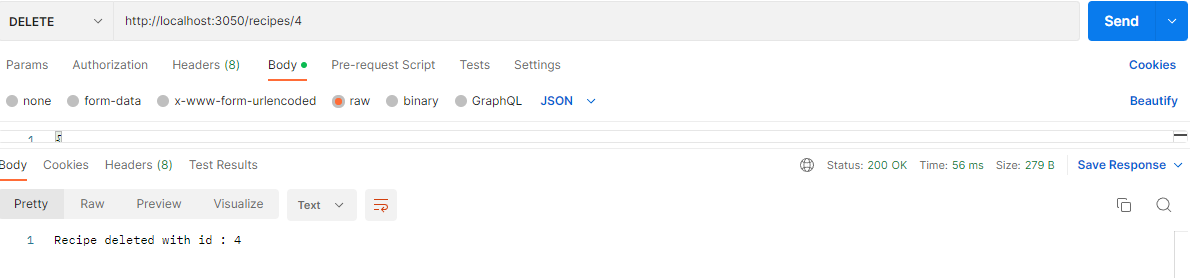 DELETE http://localhost:3050/recipes/4 Send
Params Authorization Headers (8) Body Pre-request Script Tests Settings Cookies
none form-data x-www-form-urlencoded raw binary GraphQL JSON Beautify
1 {
Body Cookies Headers (8) Test Results Status: 200 OK Time: 56 ms Size: 279 B Save Response
Pretty Raw Preview Visualize Text
1 Recipe deleted with id : 4